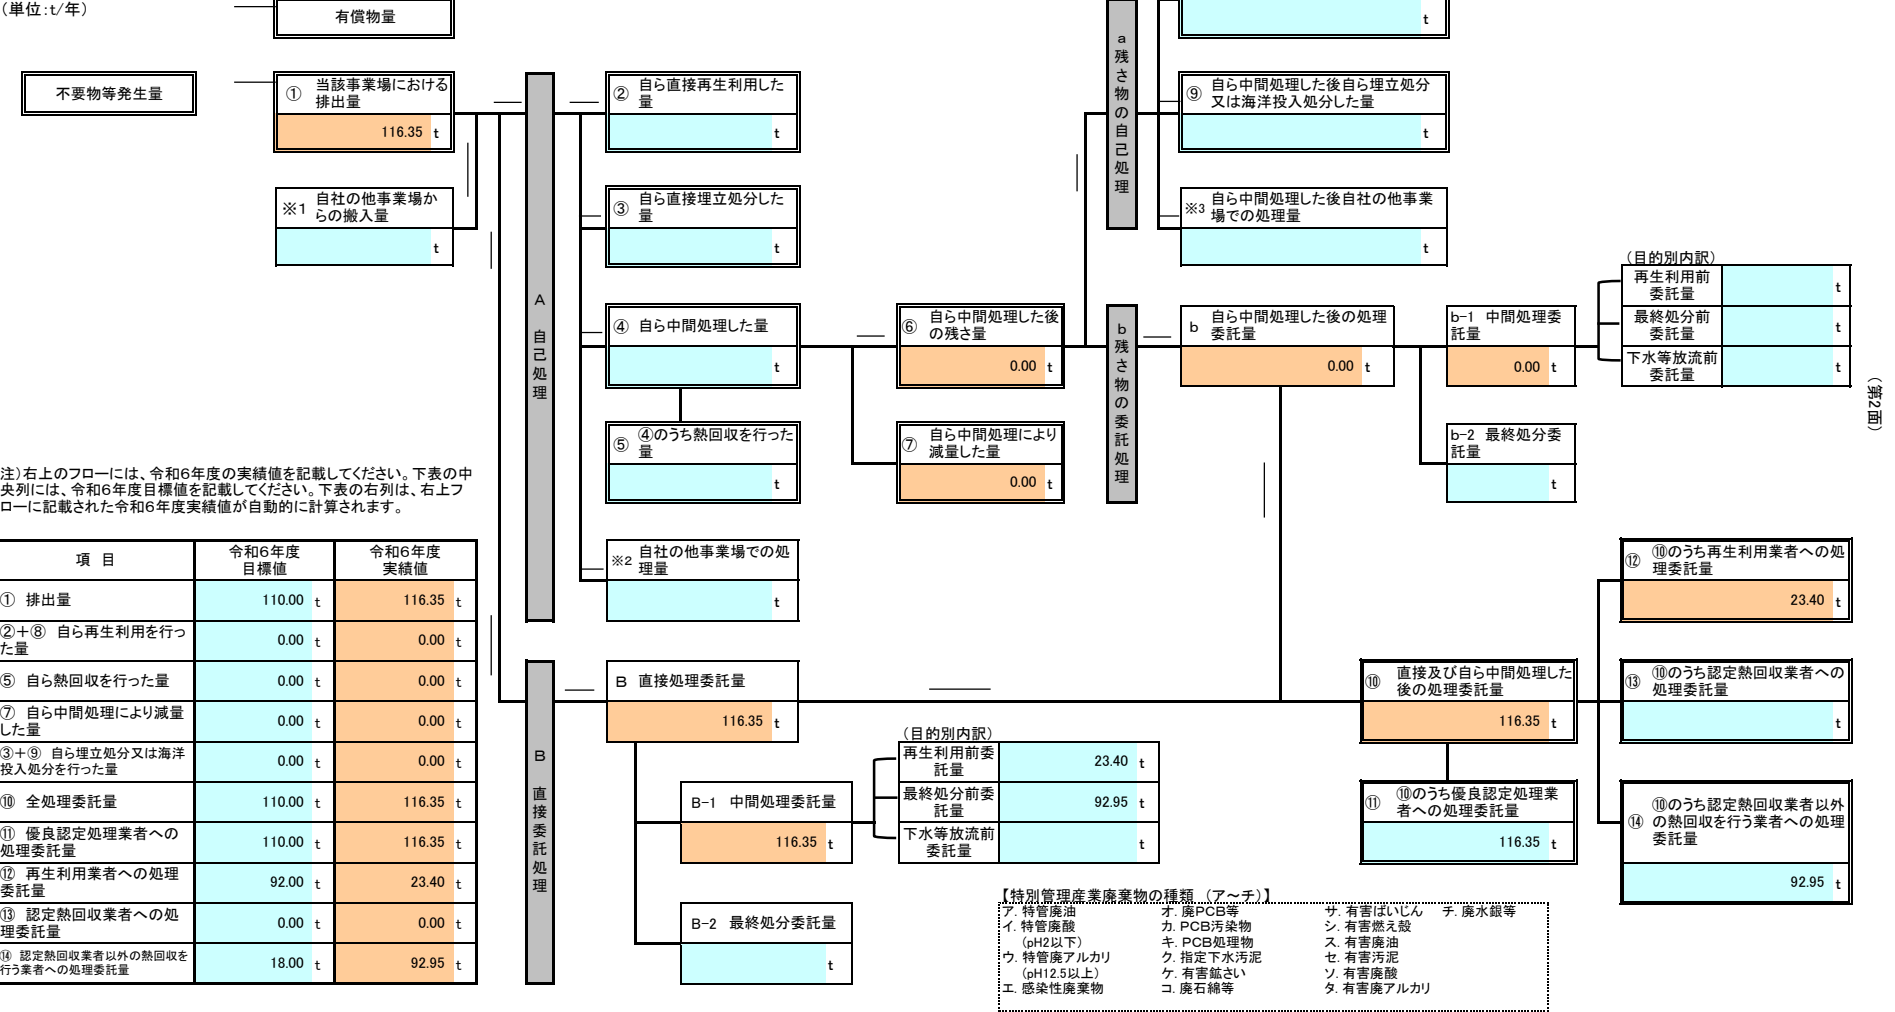 (単位:t/年)
有償物量
t
不要物等発生量
① 当該事業場における
排出量
116.35 t
※1 自社の他事業場か
らの搬入量
t
A 自己処理
② 自ら直接再生利用した
量
t
③ 自ら直接埋立処分した
量
t
④ 自ら中間処理した量
t
⑤ ④のうち熱回収を行った
量
t
※2 自社の他事業場での処
理量
t
⑥ 自ら中間処理した後
の残さ量
0.00 t
⑦ 自ら中間処理により
減量した量
0.00 t
a 残さ物の自己処理
⑨ 自ら中間処理した後自ら埋立処分
又は海洋投入処分した量
t
※3 自ら中間処理した後自社の他事業
場での処理量
t
b 残さ物の委託処理
b 自ら中間処理した後の処理
委託量
0.00 t
b-1 中間処理委
託量
0.00 t
b-2 最終処分委
託量
t
(目的別内訳)
再生利用前
委託量
t
最終処分前
委託量
t
下水等放流前
委託量
t
(第2面)
注)右上のフローには、令和6年度の実績値を記載してください。下表の中
央列には、令和6年度目標値を記載してください。下表の右列は、右上フ
ローに記載された令和6年度実績値が自動的に計算されます。
項 目 令和6年度
目標値 令和6年度
実績値
① 排出量 110.00 t 116.35 t
②+⑧ 自ら再生利用を行っ
た量 0.00 t 0.00 t
⑤ 自ら熱回収を行った量 0.00 t 0.00 t
⑦ 自ら中間処理により減量
した量 0.00 t 0.00 t
③+⑨ 自ら埋立処分又は海洋
投入処分を行った量 0.00 t 0.00 t
⑩ 全処理委託量 110.00 t 116.35 t
⑪ 優良認定処理業者への
処理委託量 110.00 t 116.35 t
⑫ 再生利用業者への処理
委託量 92.00 t 23.40 t
⑬ 認定熱回収業者への処
理委託量 0.00 t 0.00 t
⑭ 認定熱回収業者以外の熱回収を
行う業者への処理委託量 18.00 t 92.95 t
B 直接委託処理
B 直接処理委託量
116.35 t
B-1 中間処理委託量
116.35 t
B-2 最終処分委託量
t
(目的別内訳)
再生利用前委
託量
23.40 t
最終処分前委
託量
92.95 t
下水等放流前
委託量
t
⑩ 直接及び自ら中間処理した
後の処理委託量
116.35 t
⑪ ⑩のうち優良認定処理業
者への処理委託量
116.35 t
⑫ ⑩のうち再生利用業者への処
理委託量
23.40 t
⑬ ⑩のうち認定熱回収業者への
処理委託量
t
⑭ ⑩のうち認定熱回収業者以外
の熱回収を行う業者への処理
委託量
92.95 t
【特別管理産業廃棄物の種類 (ア~チ)】
ア. 特管廃油 オ. 廃PCB等 サ. 有害ばいじん チ. 廃水銀等
イ. 特管廃酸 カ. PCB汚染物 シ. 有害燃え殻
(pH2以下) キ. PCB処理物 ス. 有害廃油
ウ. 特管廃アルカリ ク. 指定下水汚泥 セ. 有害汚泥
(pH12.5以上) ケ. 有害鉱さい ソ. 有害廃酸
エ. 感染性廃棄物 コ. 廃石綿等 タ. 有害廃アルカリ